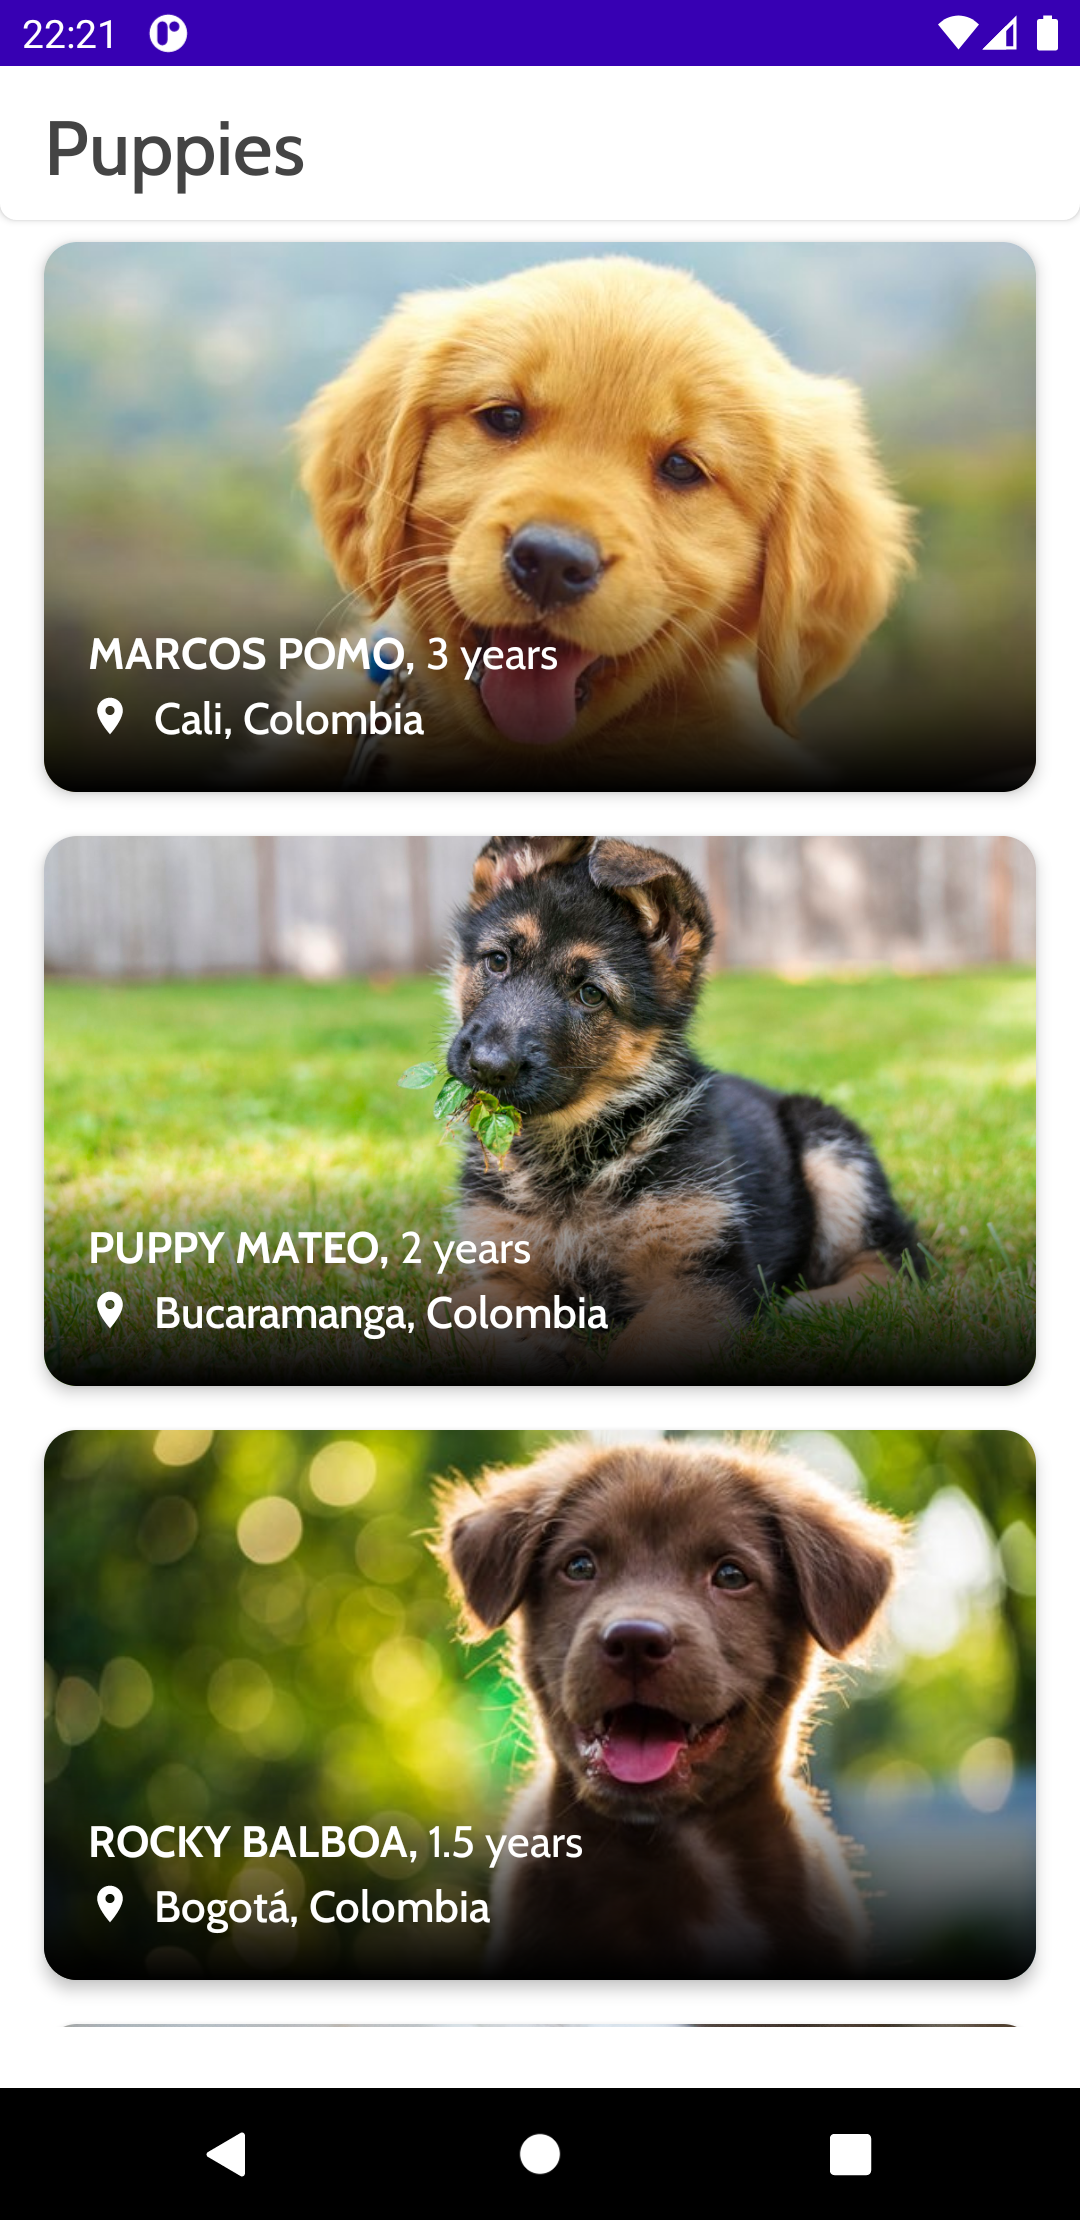 22:21
Puppies
MARCOS POMO, 3 years
Cali, Colombia
PUPPY MATEO, 2 years
Bucaramanga, Colombia
ROCKY BALBOA, 1.5 years
Bogotá, Colombia